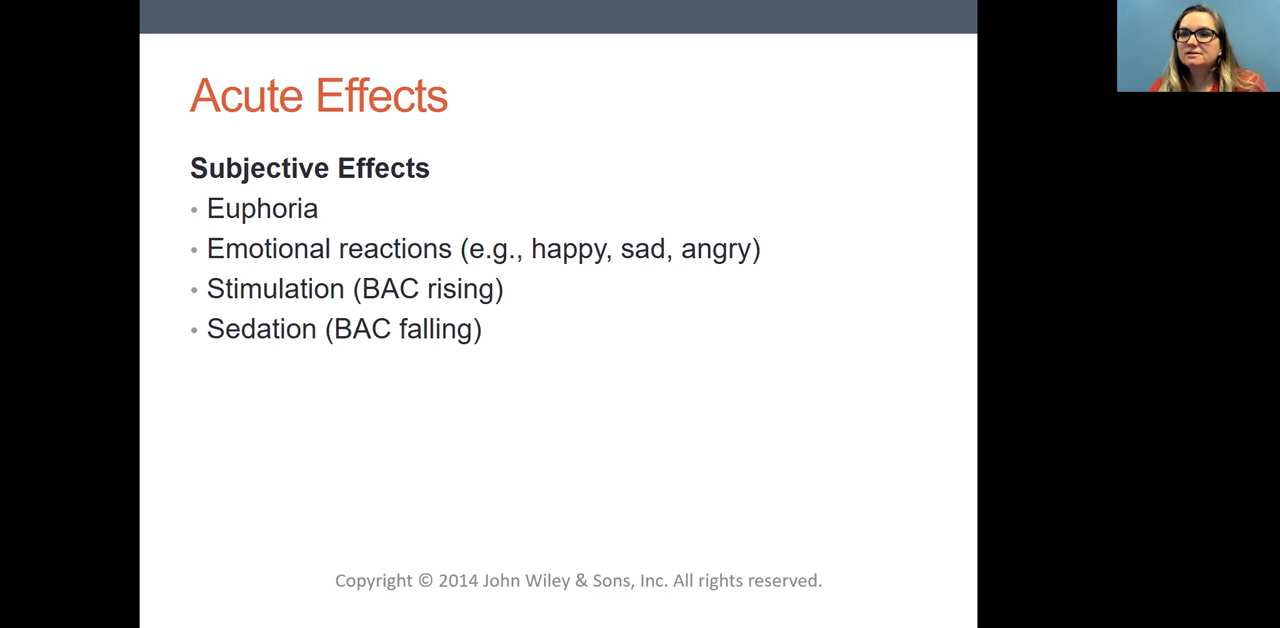 Acute Effects
Subjective Effects
• Euphoria
• Emotional reactions (e.g., happy, sad, angry)
• Stimulation (BAC rising)
• Sedation (BAC falling)
Copyright © 2014 John Wiley & Sons, Inc. All rights reserved.